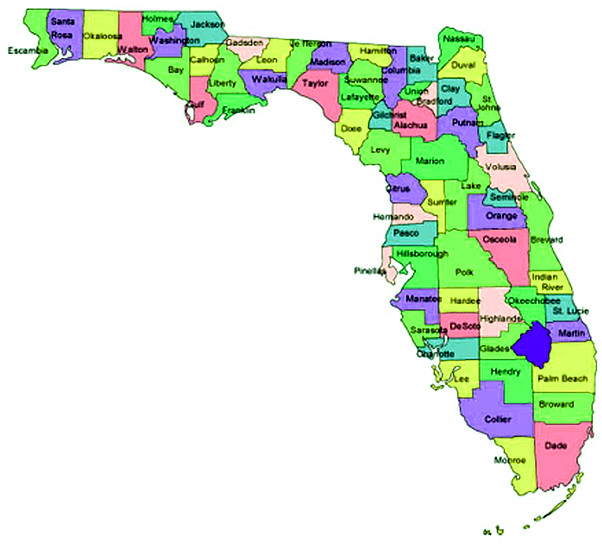 Escambia
Santa
Rosa
Okaloosa
Walton
Holmes
Washington
Jackson
Bay
Calhoun
Gulf
Gadsden
Liberty
Franklin
Leon
Wakulla
Jefferson
Madison
Taylor
Hamilton
Suwannee
Lafayette
Dixie
Columbia
Baker
Union
Bradford
Gilchrist
Alachua
Levy
Nassau
Duval
Clay
St.
Johns
Putnam
Flagler
Marion
Volusia
Citrus
Sumter
Lake
Seminole
Hernando
Orange
Pasco
Osceola
Brevard
Hillsborough
Pinellas
Polk
Indian
River
Manatee
Hardee
Highlands
Okeechobee
St. Lucie
Sarasota
DeSoto
Martin
Charlotte
Glades
Lee
Hendry
Palm Beach
Collier
Broward
Monroe
Dade